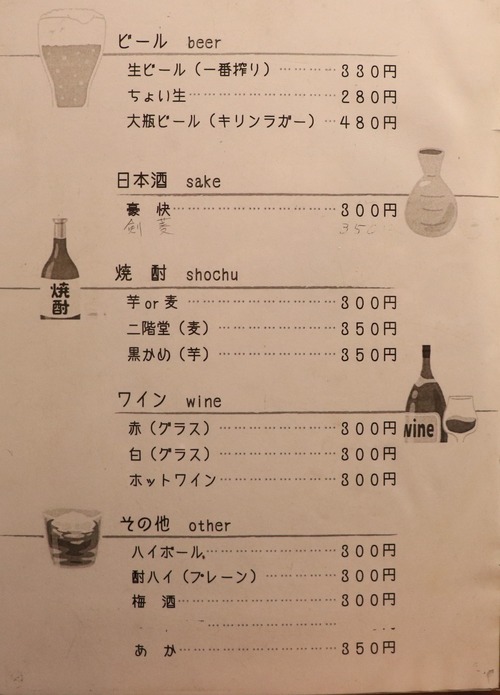 ビール beer
生ビール（一番搾り）………３３０円
ちょい生………………２８０円
大瓶ビール（キリンラガー）…４８０円
日本酒 sake
豪 快………………３００円
剣 菱 350
焼 酎 shochu
焼酎
芋or麦………………３００円
二階堂（麦）………………３５０円
黒かめ（芋）………………３５０円
ワイン wine
wine
赤（グラス）………………３００円
白（グラス）………………３００円
ホットワイン………………３００円
その他 other
ハイボール………………３００円
酎ハイ（プレーン）…………３００円
梅 酒………………３００円
あ か………………３５０円